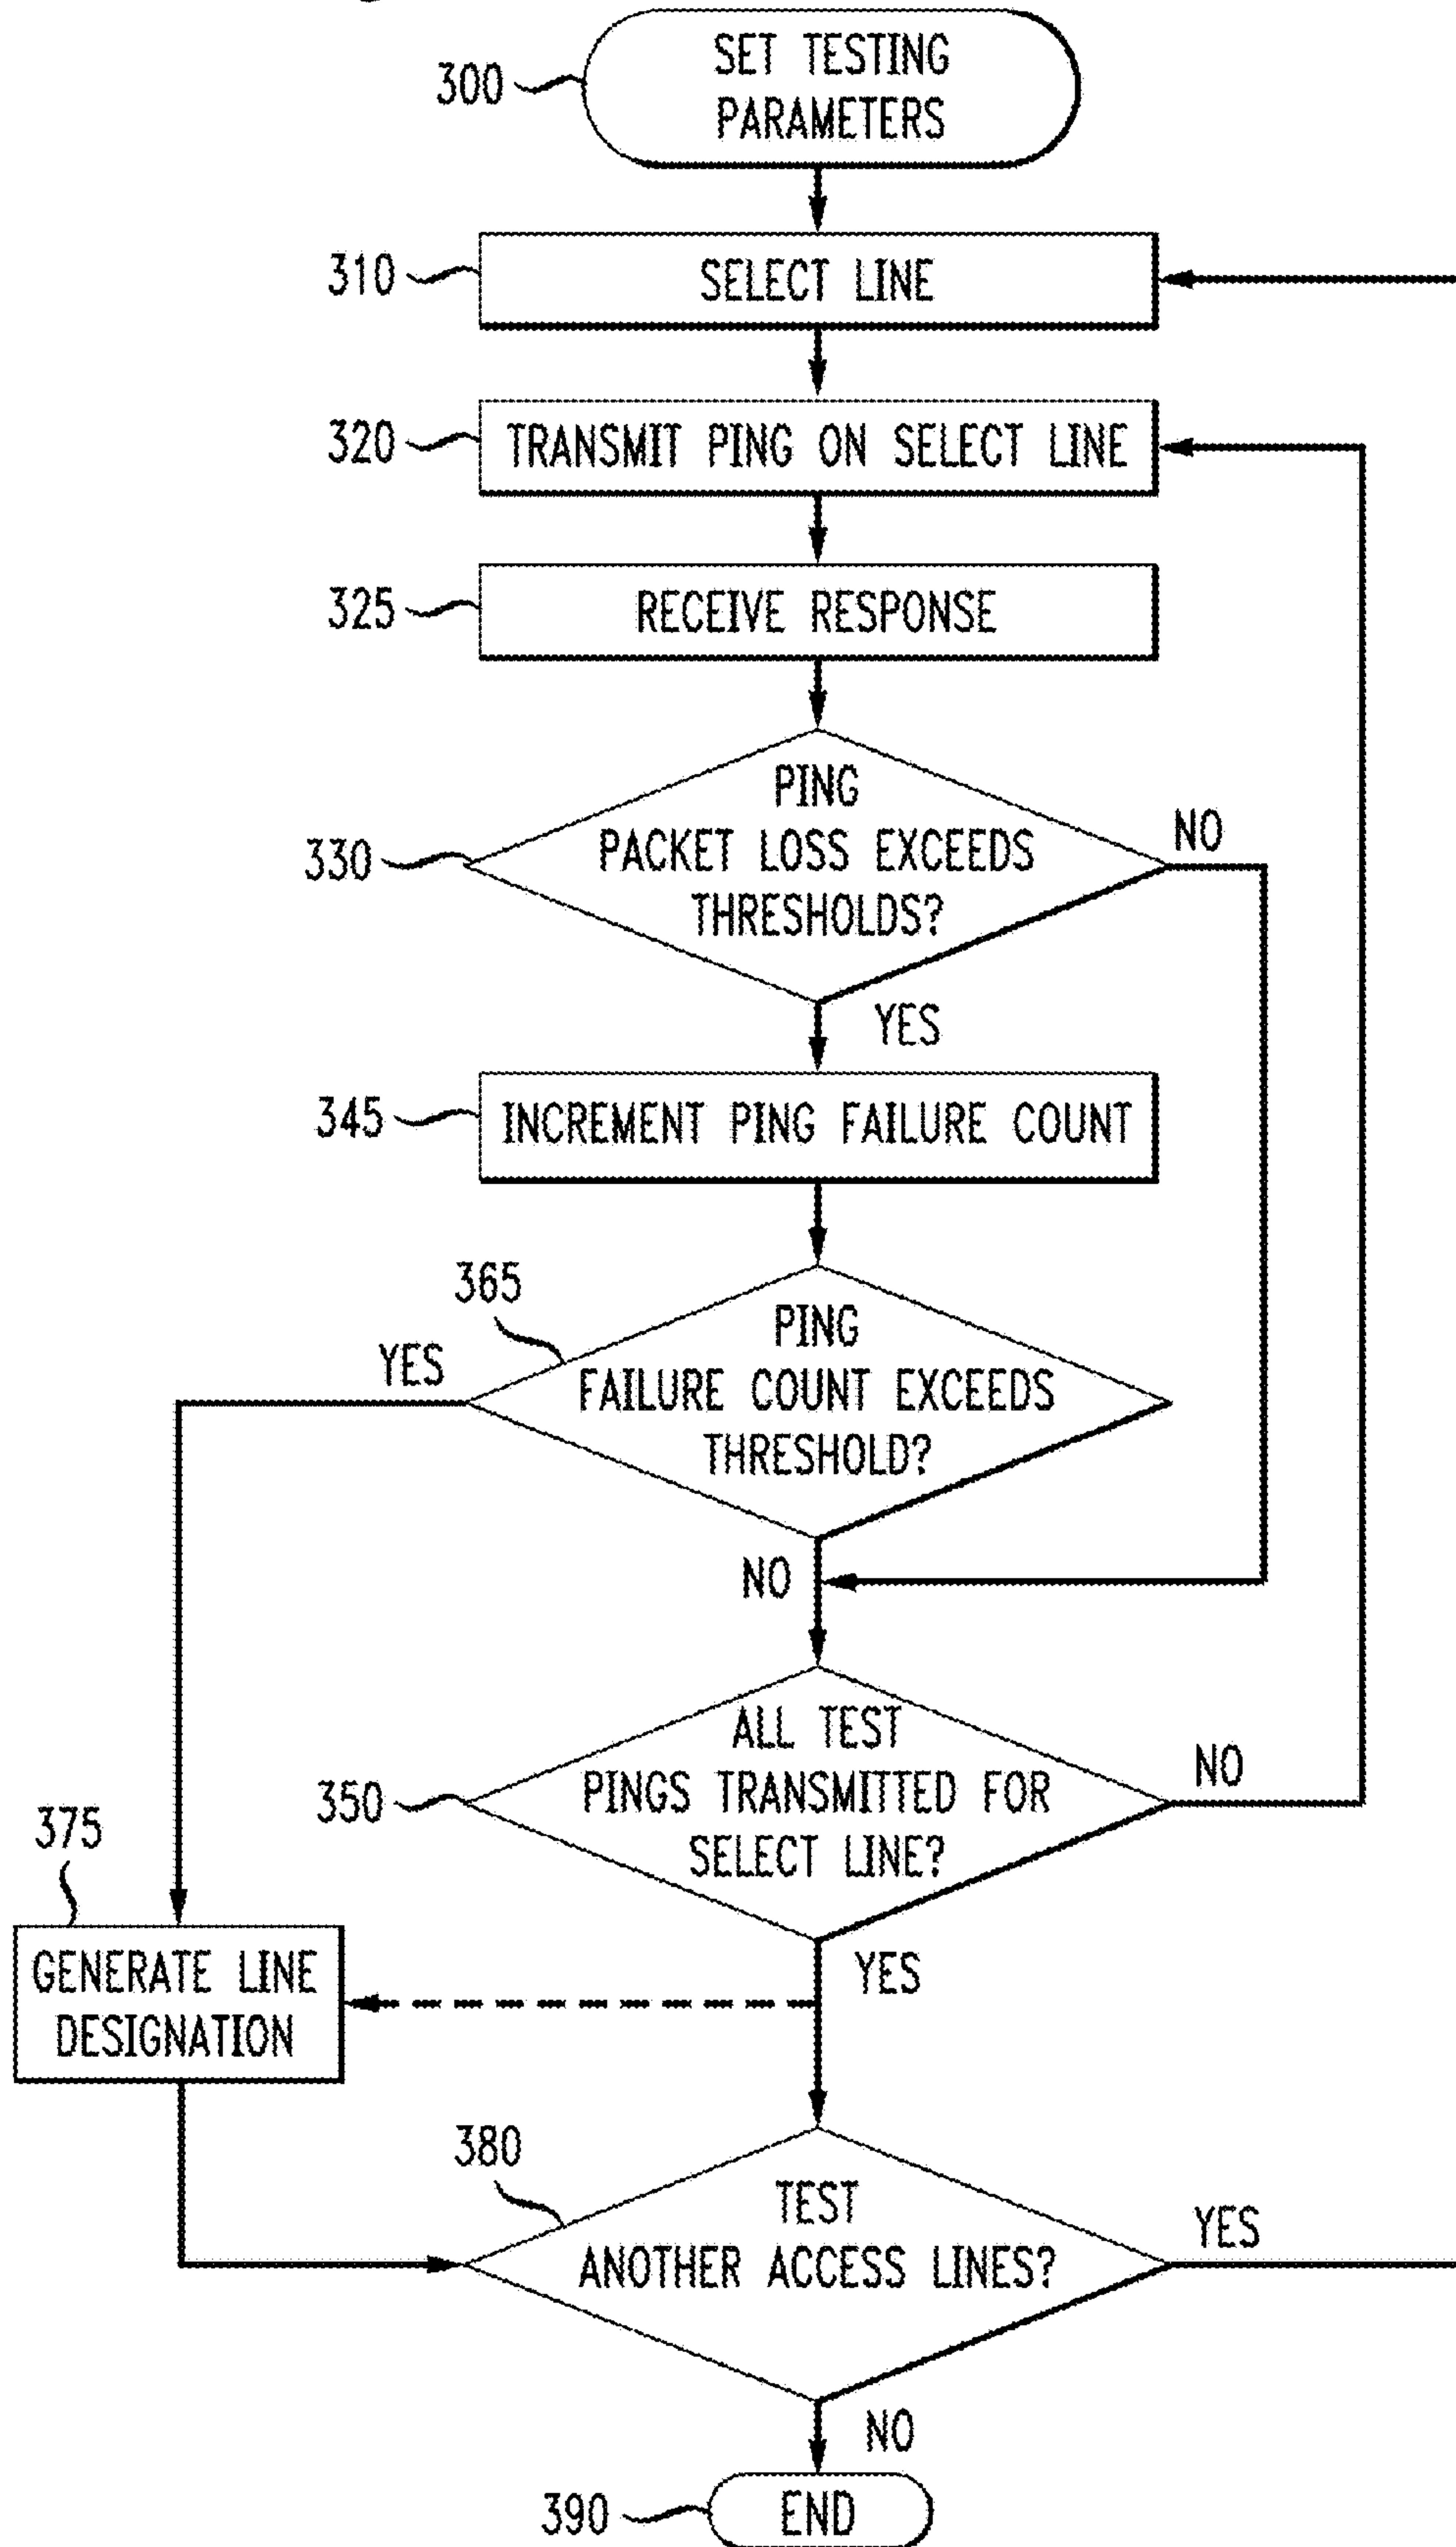 300
SET TESTING
PARAMETERS
310
SELECT LINE
320
TRANSMIT PING ON SELECT LINE
325
RECEIVE RESPONSE
330
PING
PACKET LOSS EXCEEDS
THRESHOLDS?
NO
YES
345
INCREMENT PING FAILURE COUNT
365
PING
FAILURE COUNT EXCEEDS
THRESHOLD?
YES
NO
350
ALL TEST
PINGS TRANSMITTED FOR
SELECT LINE?
NO
YES
375
GENERATE LINE
DESIGNATION
380
TEST
ANOTHER ACCESS LINES?
YES
NO
390
END